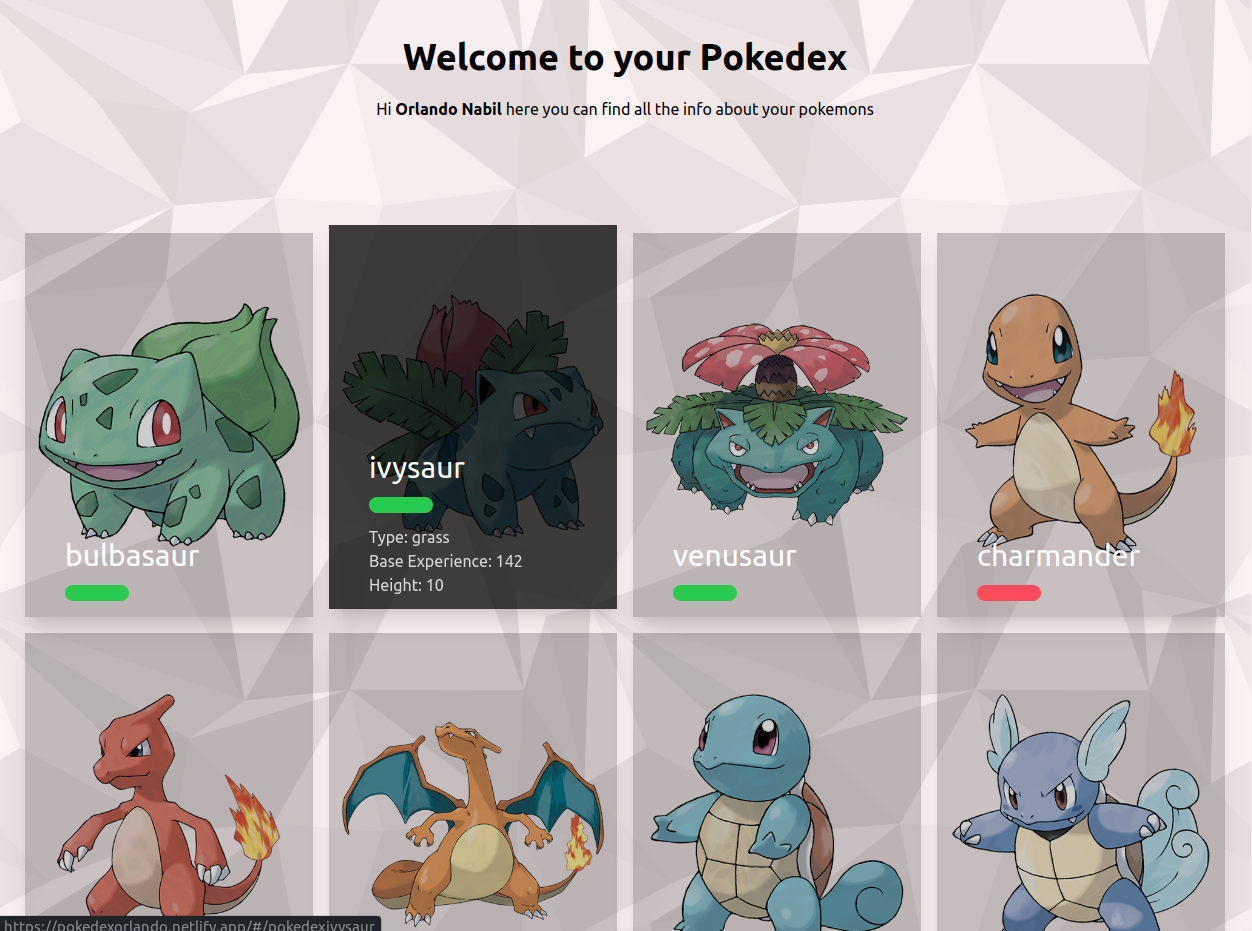 Welcome to your Pokedex
Hi Orlando Nabil here you can find all the info about your pokemons
bulbasaur
ivysaur
Type: grass
Base Experience: 142
Height: 10
venusaur
charmander
https://pokedexorlando.netlify.app/#/pokedexivysaur